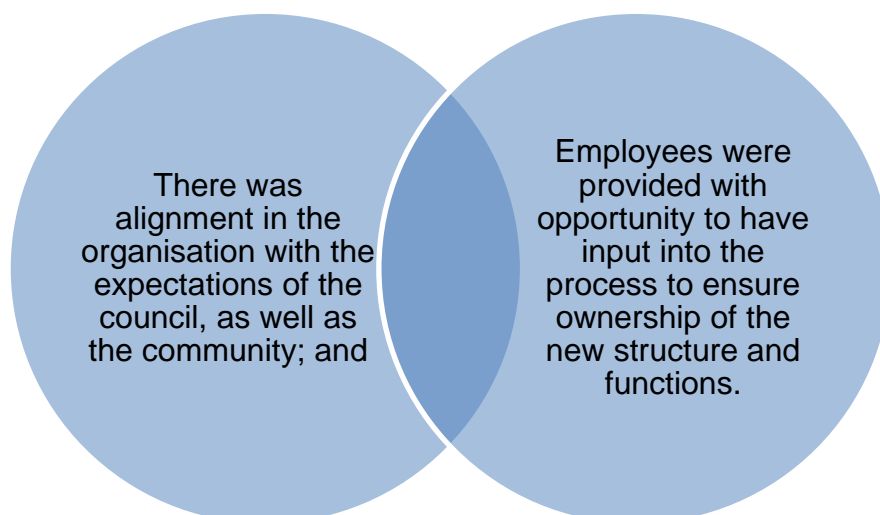 There was
alignment in the
organisation with the
expectations of the
council, as well as
the community; and
Employees were
provided with
opportunity to have
input into the
process to ensure
ownership of the
new structure and
functions.